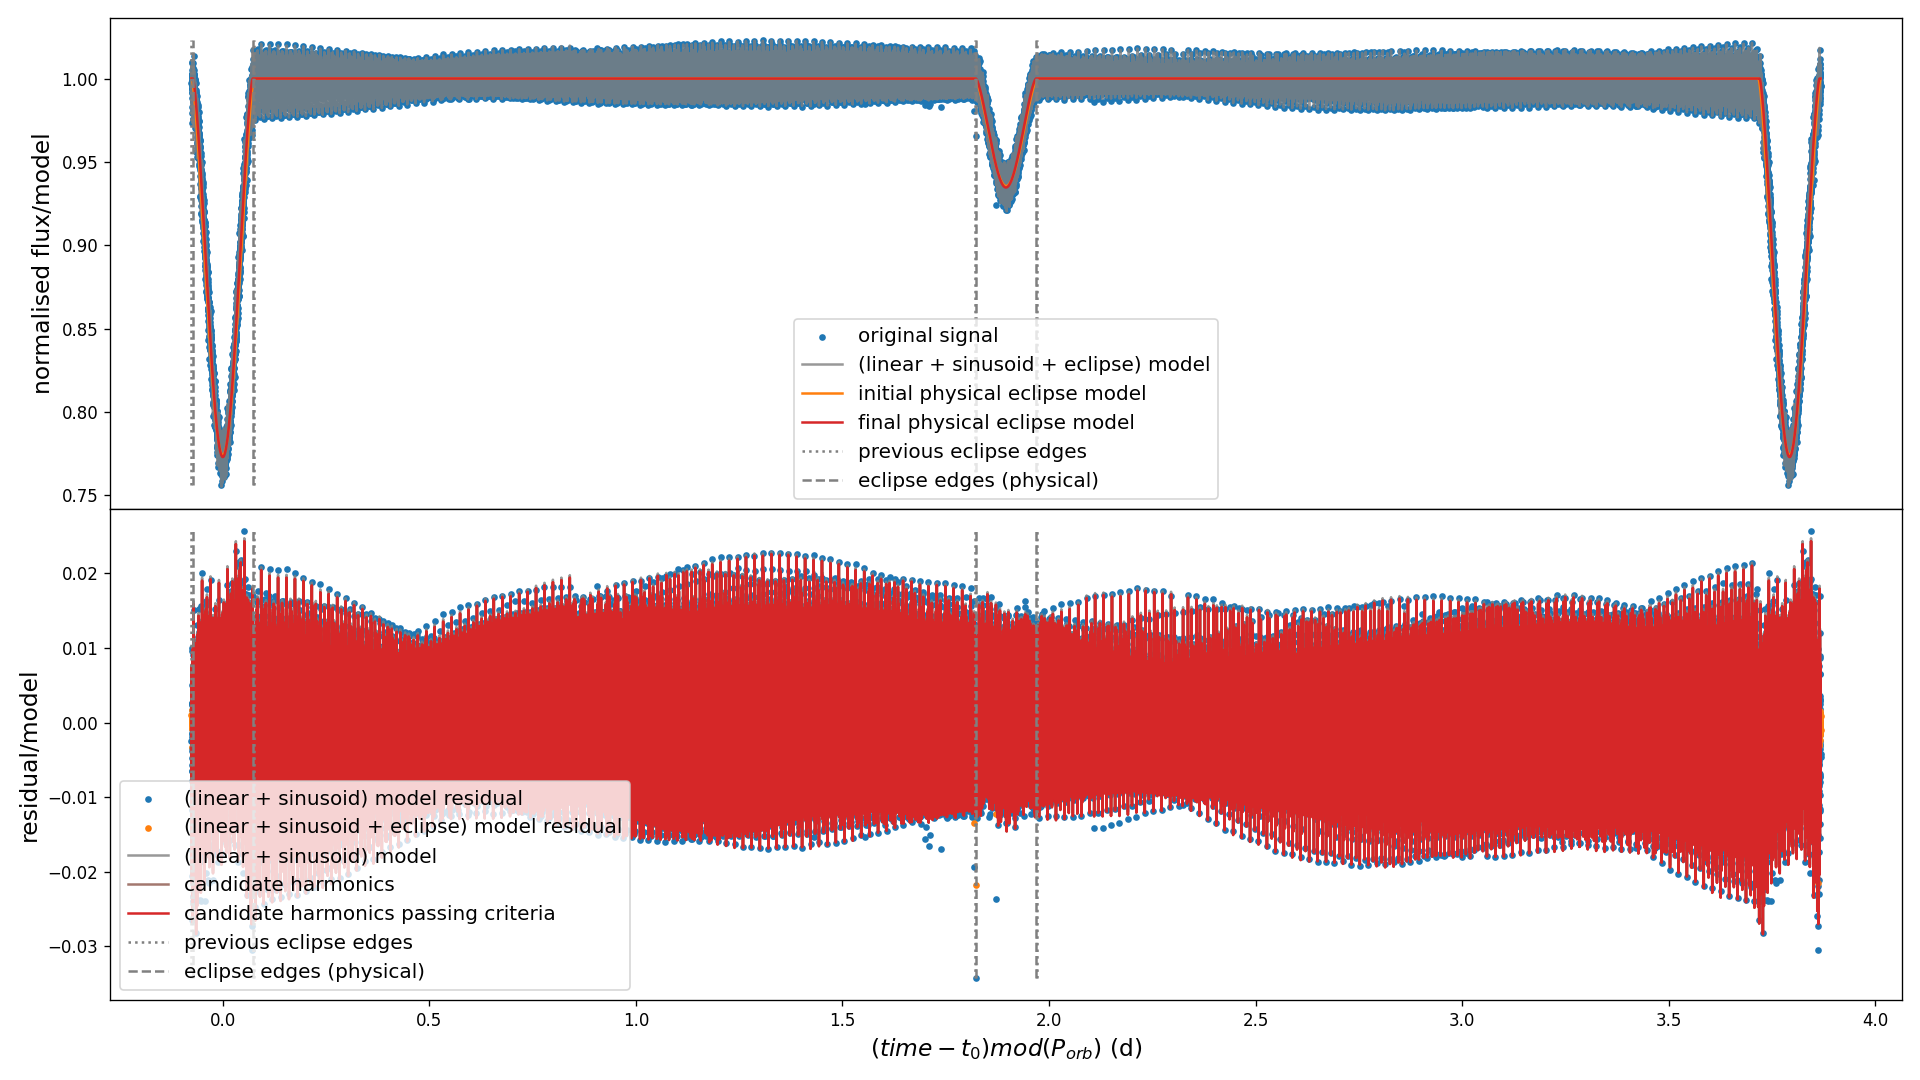 normalised flux/model
1.00
0.95
0.90
0.85
0.80
0.75
original signal
(linear + sinusoid + eclipse) model
initial physical eclipse model
final physical eclipse model
previous eclipse edges
eclipse edges (physical)
residual/model
0.02
0.01
0.00
−0.01
−0.02
−0.03
(linear + sinusoid) model residual
(linear + sinusoid + eclipse) model residual
(linear + sinusoid) model
candidate harmonics
candidate harmonics passing criteria
previous eclipse edges
eclipse edges (physical)
0.0 0.5 1.0 1.5 2.0 2.5 3.0 3.5 4.0
(time − t₀)mod(P_orb) (d)